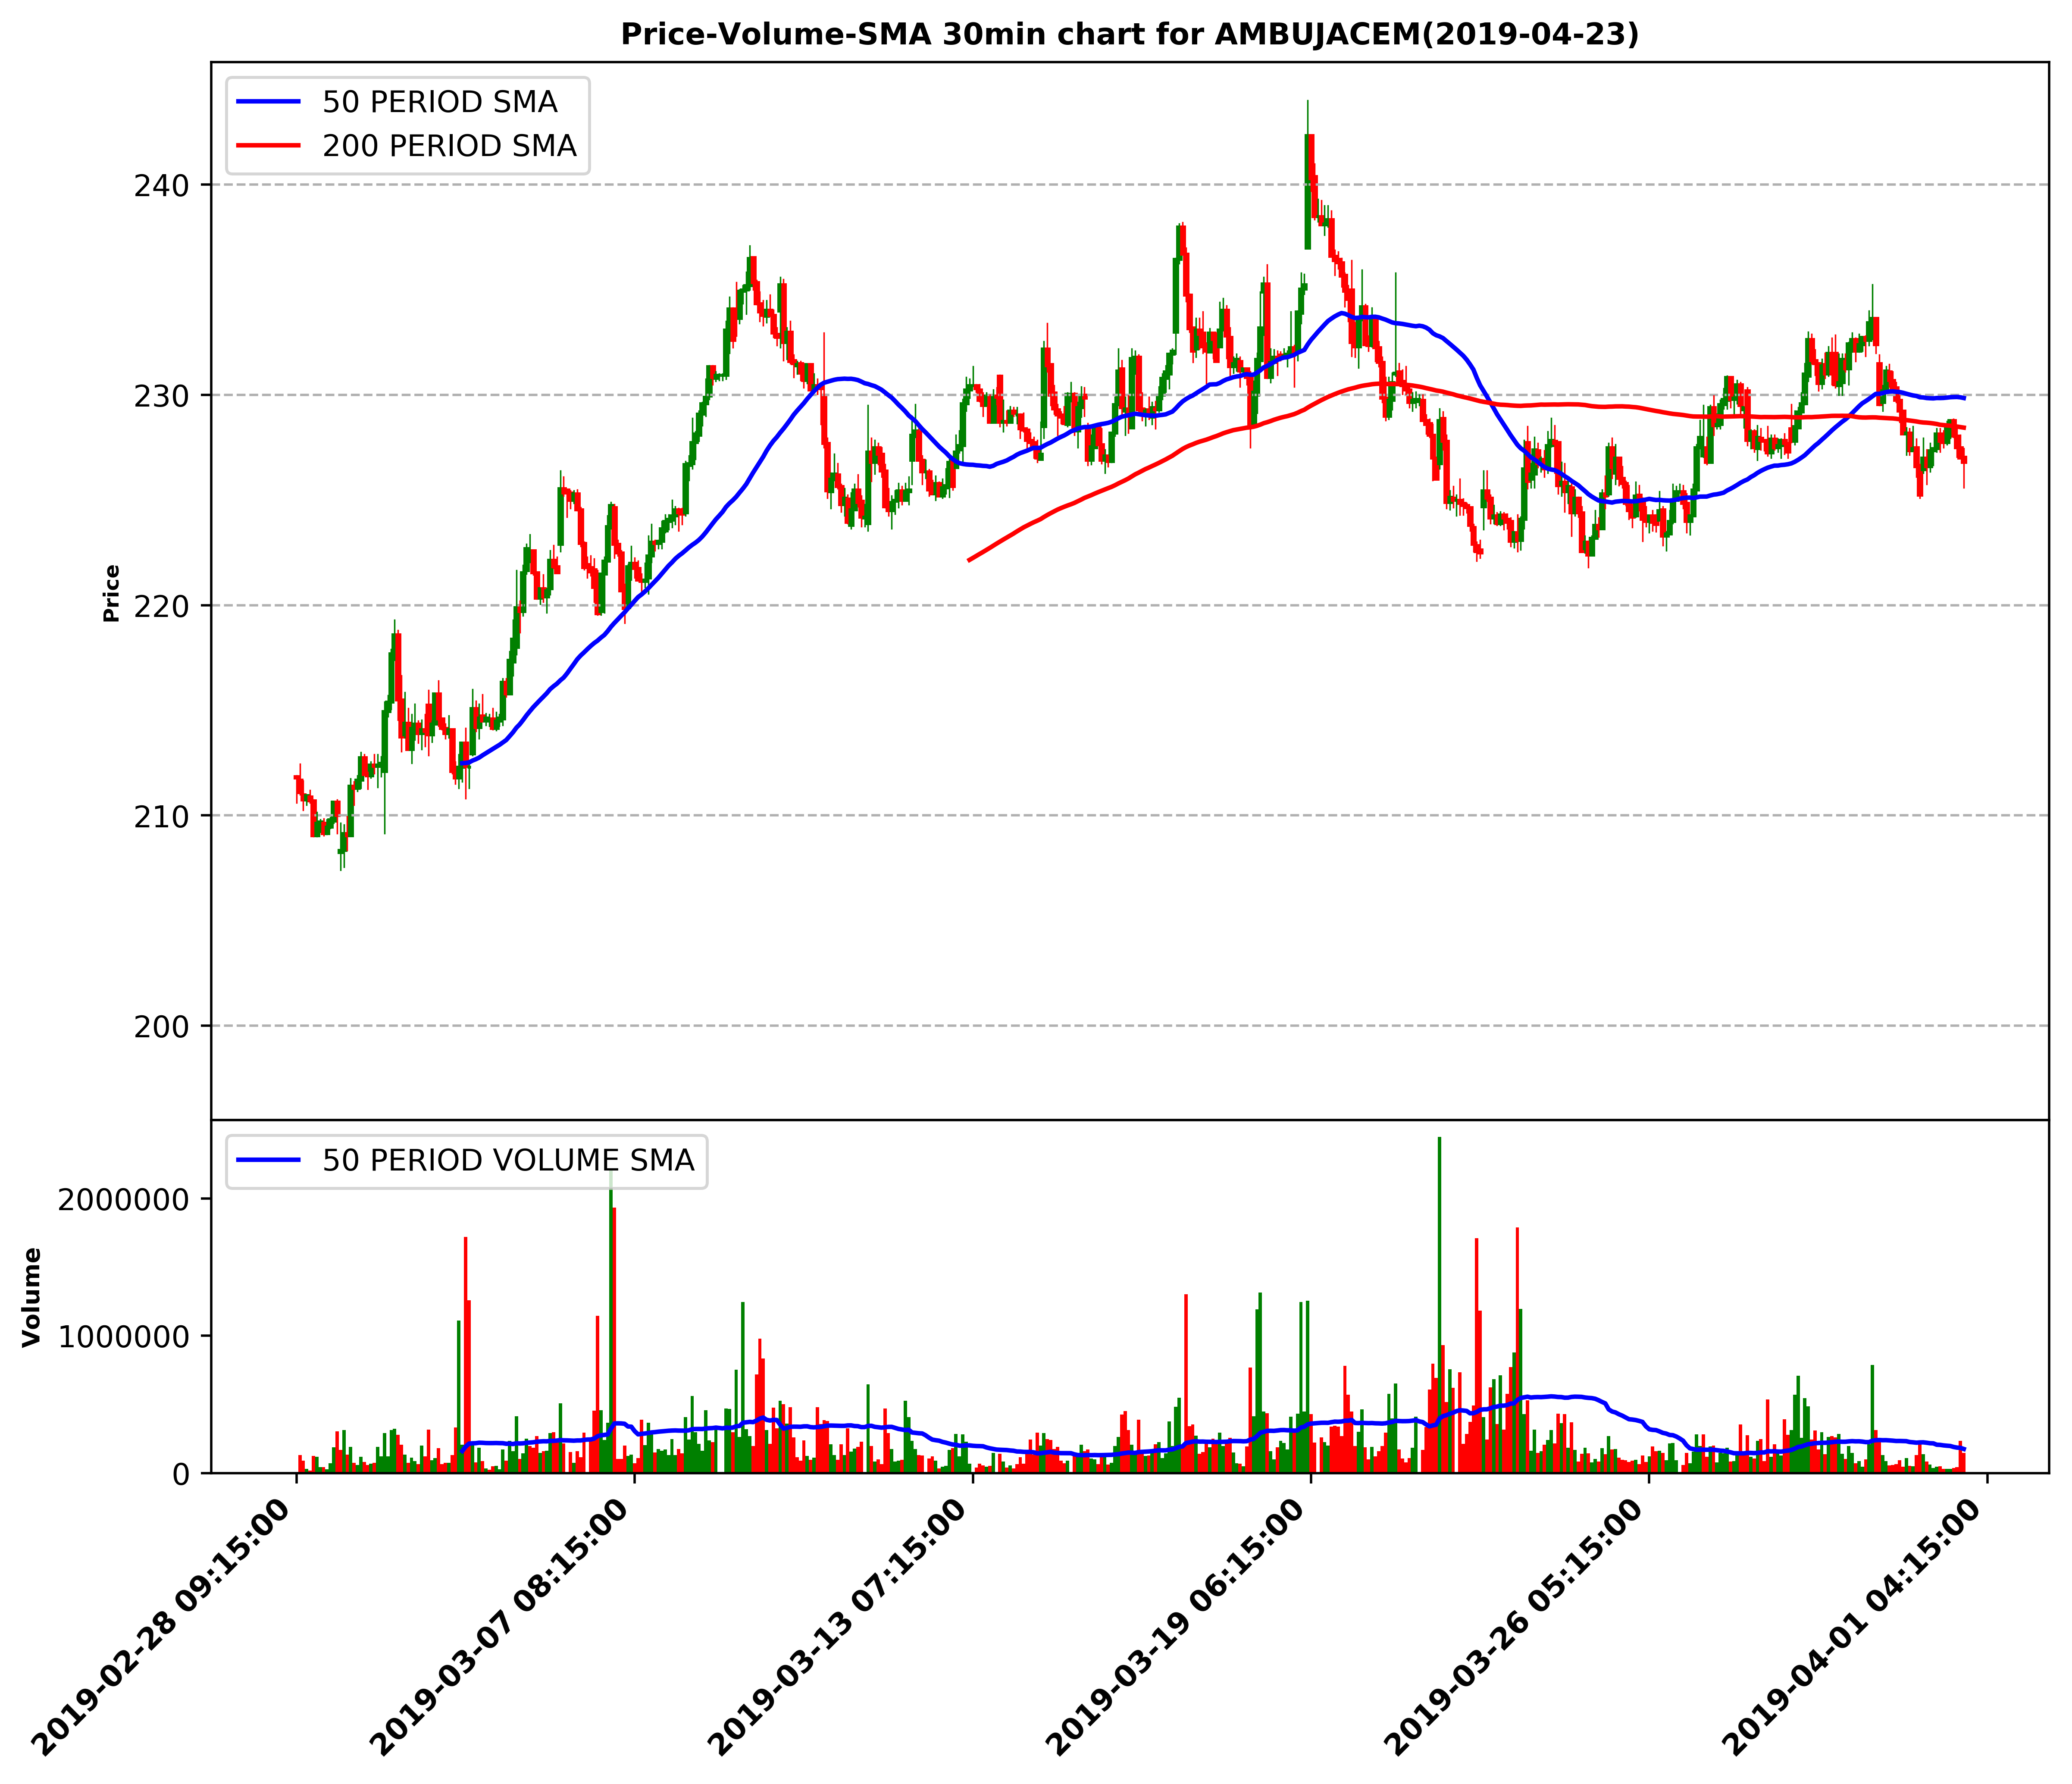 Price-Volume-SMA 30min chart for AMBUJACEM(2019-04-23)
50 PERIOD SMA
200 PERIOD SMA
240
230
220
210
200
Price
50 PERIOD VOLUME SMA
2000000
1000000
0
Volume
2019-02-28 09:15:00
2019-03-07 08:15:00
2019-03-13 07:15:00
2019-03-19 06:15:00
2019-03-26 05:15:00
2019-04-01 04:15:00